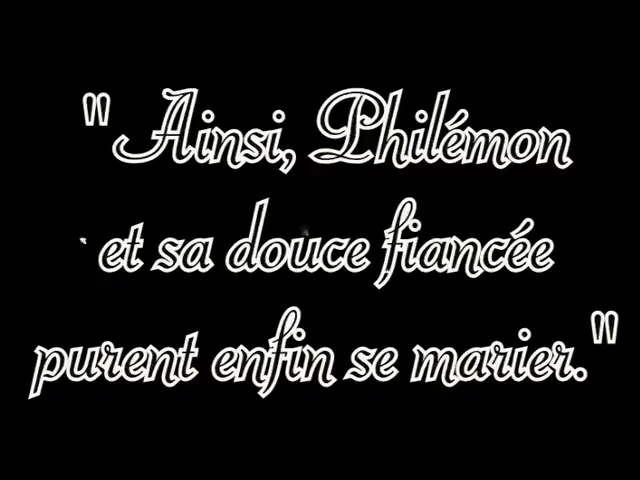 "Ainsi, Philémon
et sa douce fiancée
purent enfin se marier."